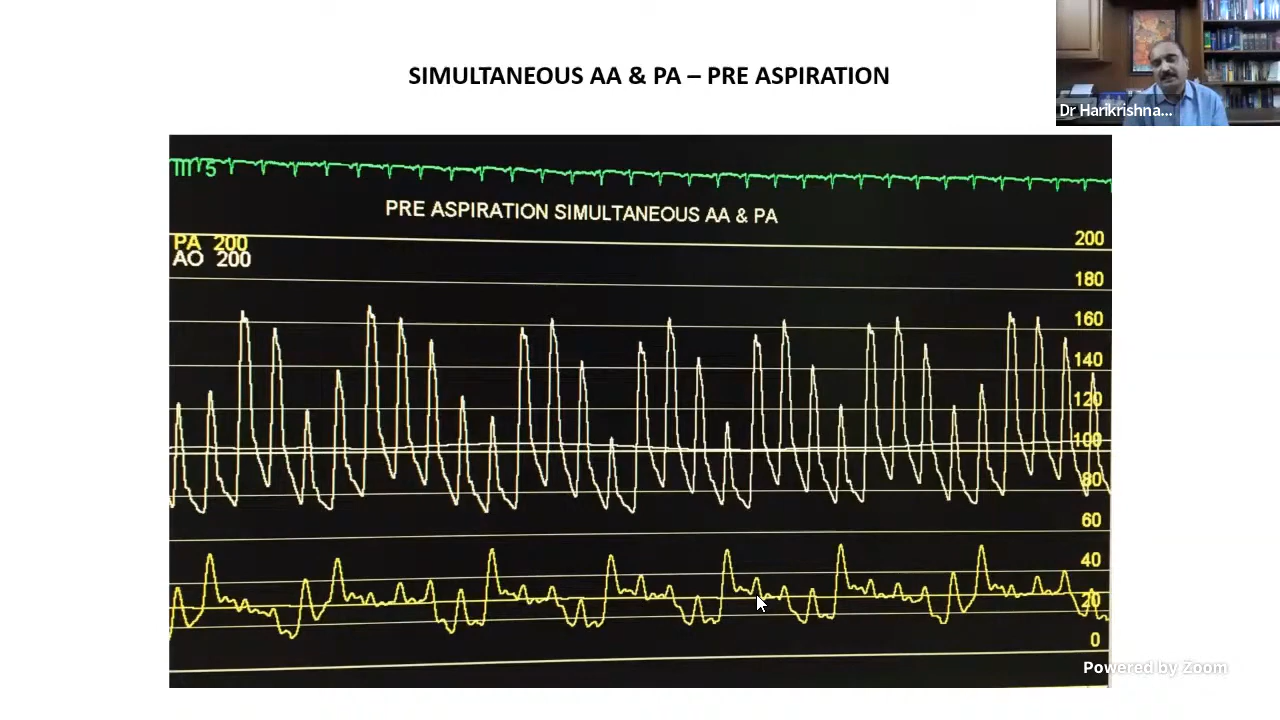 SIMULTANEOUS AA & PA – PRE ASPIRATION
Dr Harikrishna...
III 5
PRE ASPIRATION SIMULTANEOUS AA & PA
PA 200
AO 200
200
180
160
140
120
100
80
60
40
20
0
Powered by Zoom